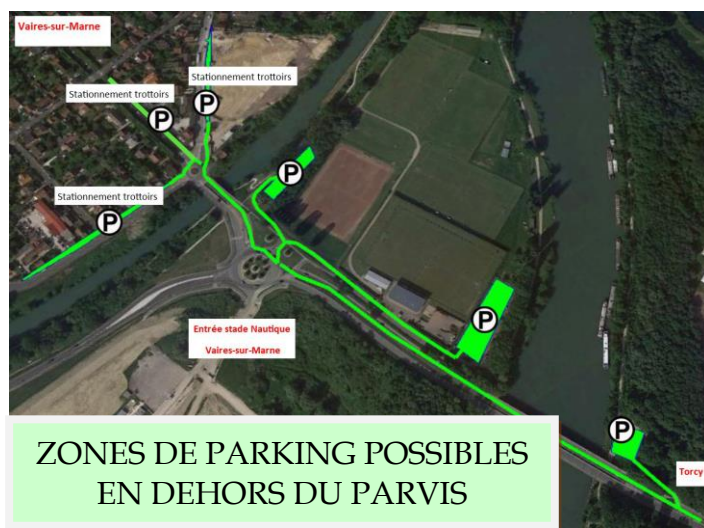 Vaires-sur-Marne
Stationnement trottoirs
Stationnement trottoirs
P
P
P
Stationnement trottoirs
P
Entrée stade Nautique
Vaires-sur-Marne
P
P
Torcy
ZONES DE PARKING POSSIBLES
EN DEHORS DU PARVIS